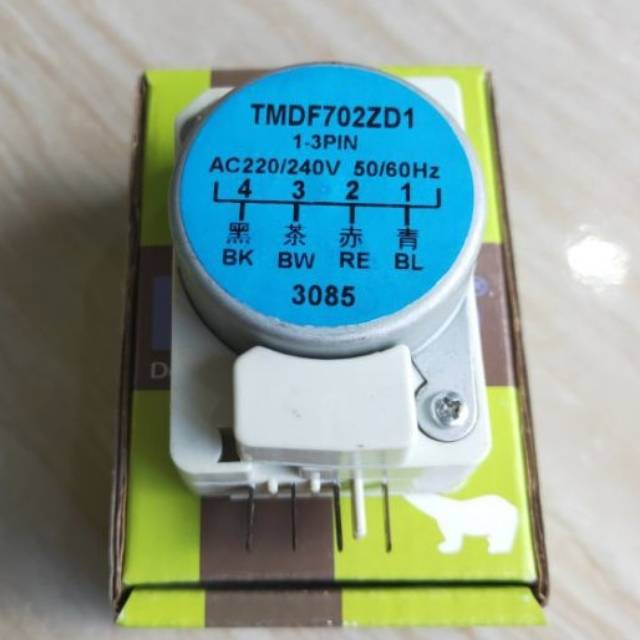 TMDF702ZD1
1-3PIN
AC220/240V 50/60Hz
4 3 2 1
黑 茶 赤 青
BK BW RE BL
3085